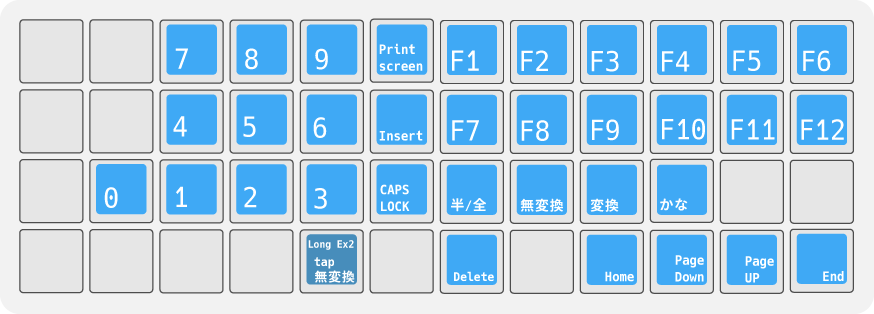 7
8
9
Print
screen
F1
F2
F3
F4
F5
F6
4
5
6
Insert
F7
F8
F9
F10
F11
F12
0
1
2
3
CAPS
LOCK
半/全
無変換
変換
かな
Long Ex2
tap
無変換
Delete
Home
Page
Down
Page
UP
End